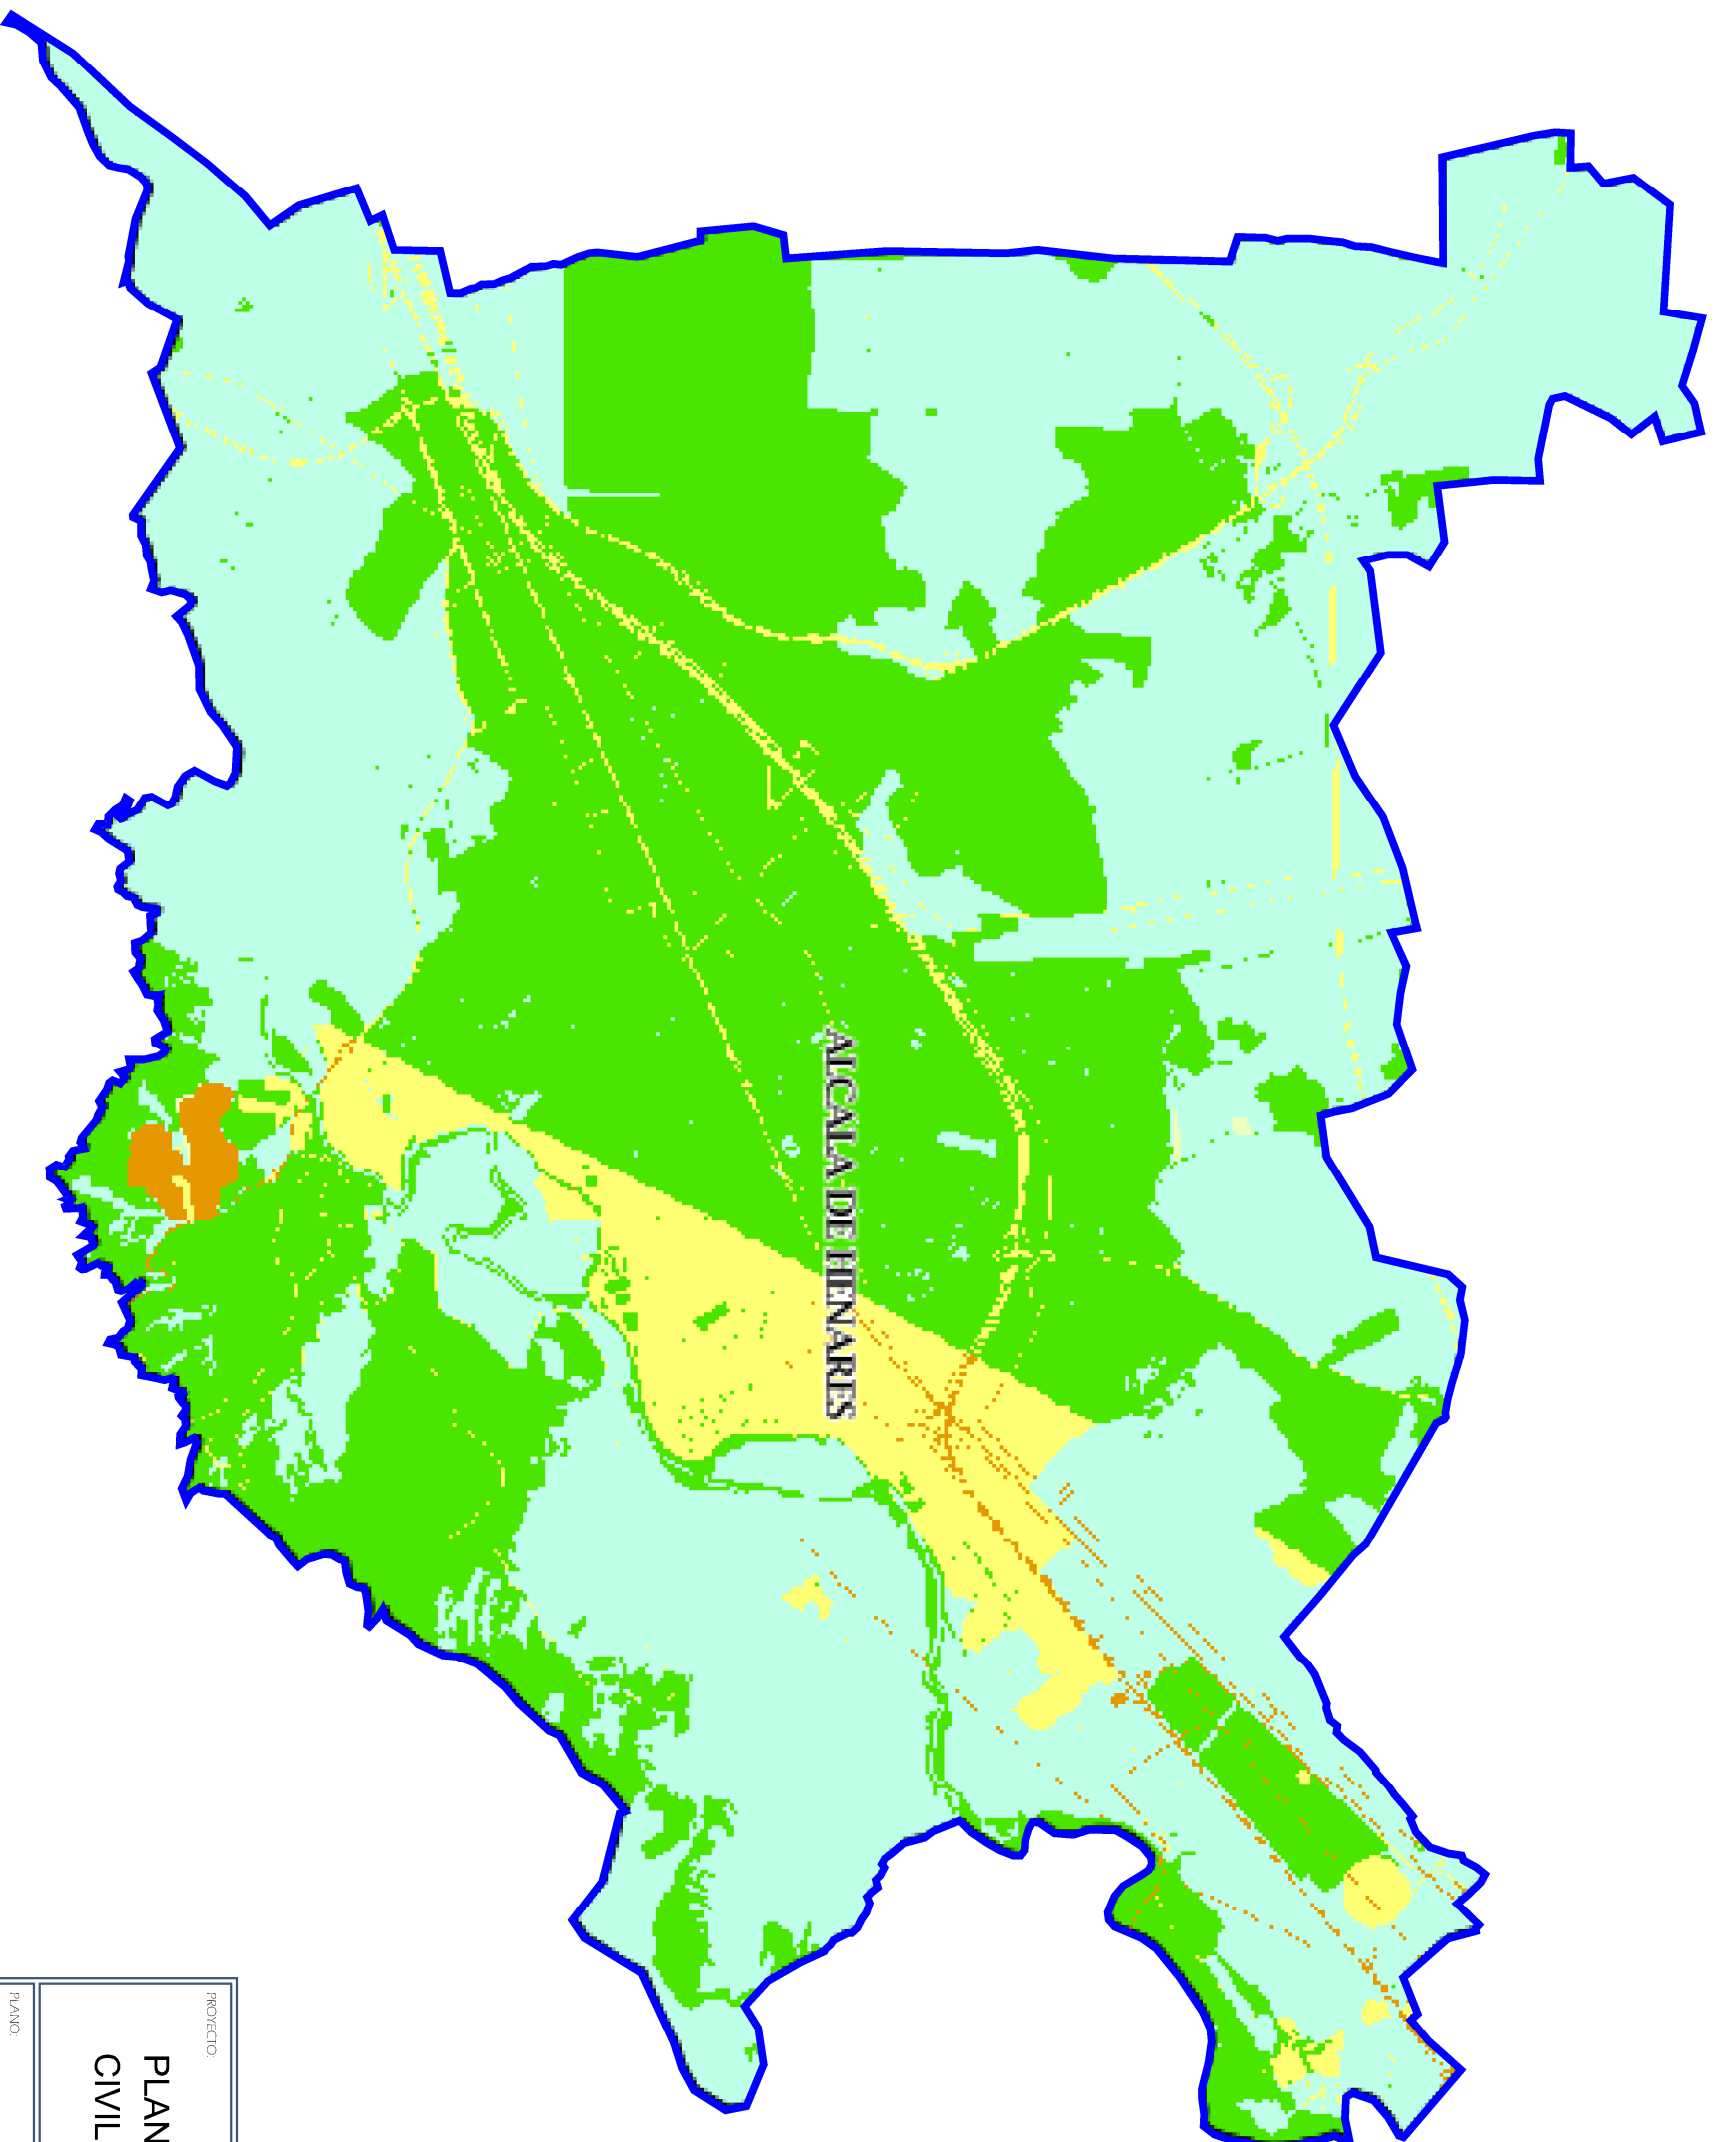 ALCALA DE HENARES
PROYECTO:
PLAN
CIVIL
PLANO: